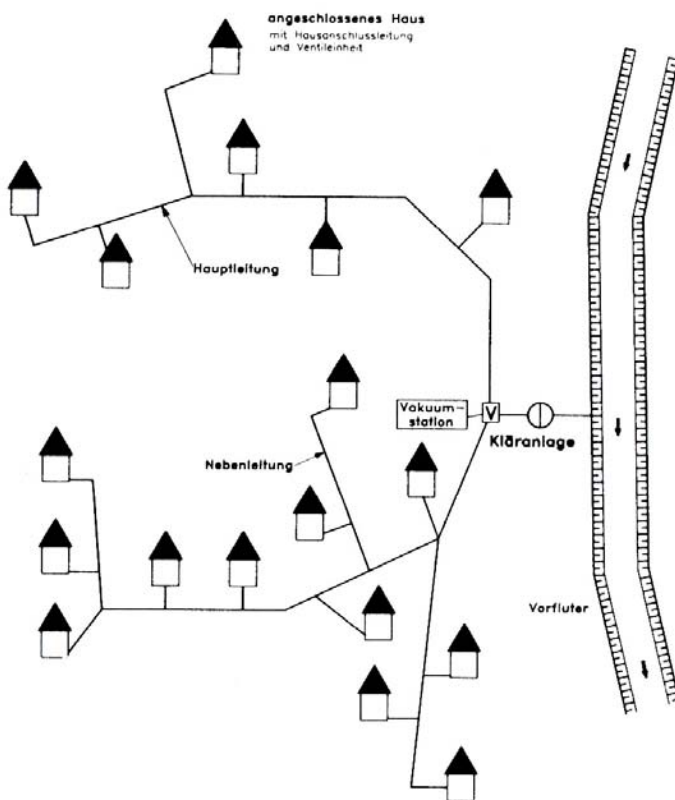 angeschlossenes Haus
mit Hausanschlussleitung
und Ventileinheit
Hauptleitung
Vakuum-
station
V
Kläranlage
Nebenleitung
Vorfluter